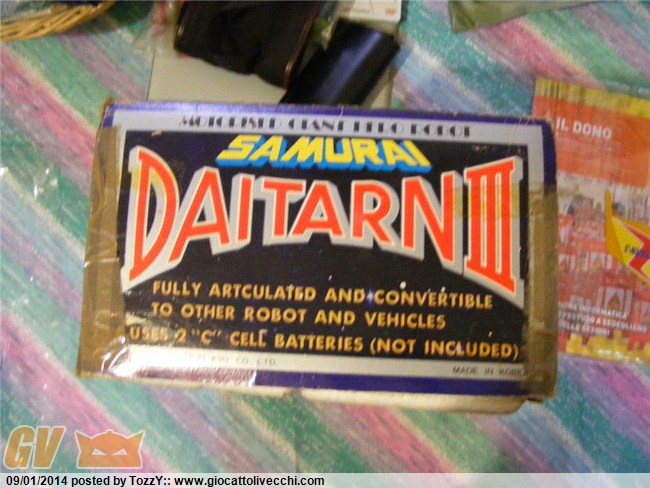 MOTORISED GIANT HERO ROBOT
SAMURAI
DAITARN III
FULLY ARTCULATED AND CONVERTIBLE
TO OTHER ROBOT AND VEHICLES
USES 2 "C" CELL BATTERIES (NOT INCLUDED)
CO., LTD.
MADE IN KOREA
IL DONO
GV
09/01/2014 posted by TozzY:: www.giocattolivecchi.com